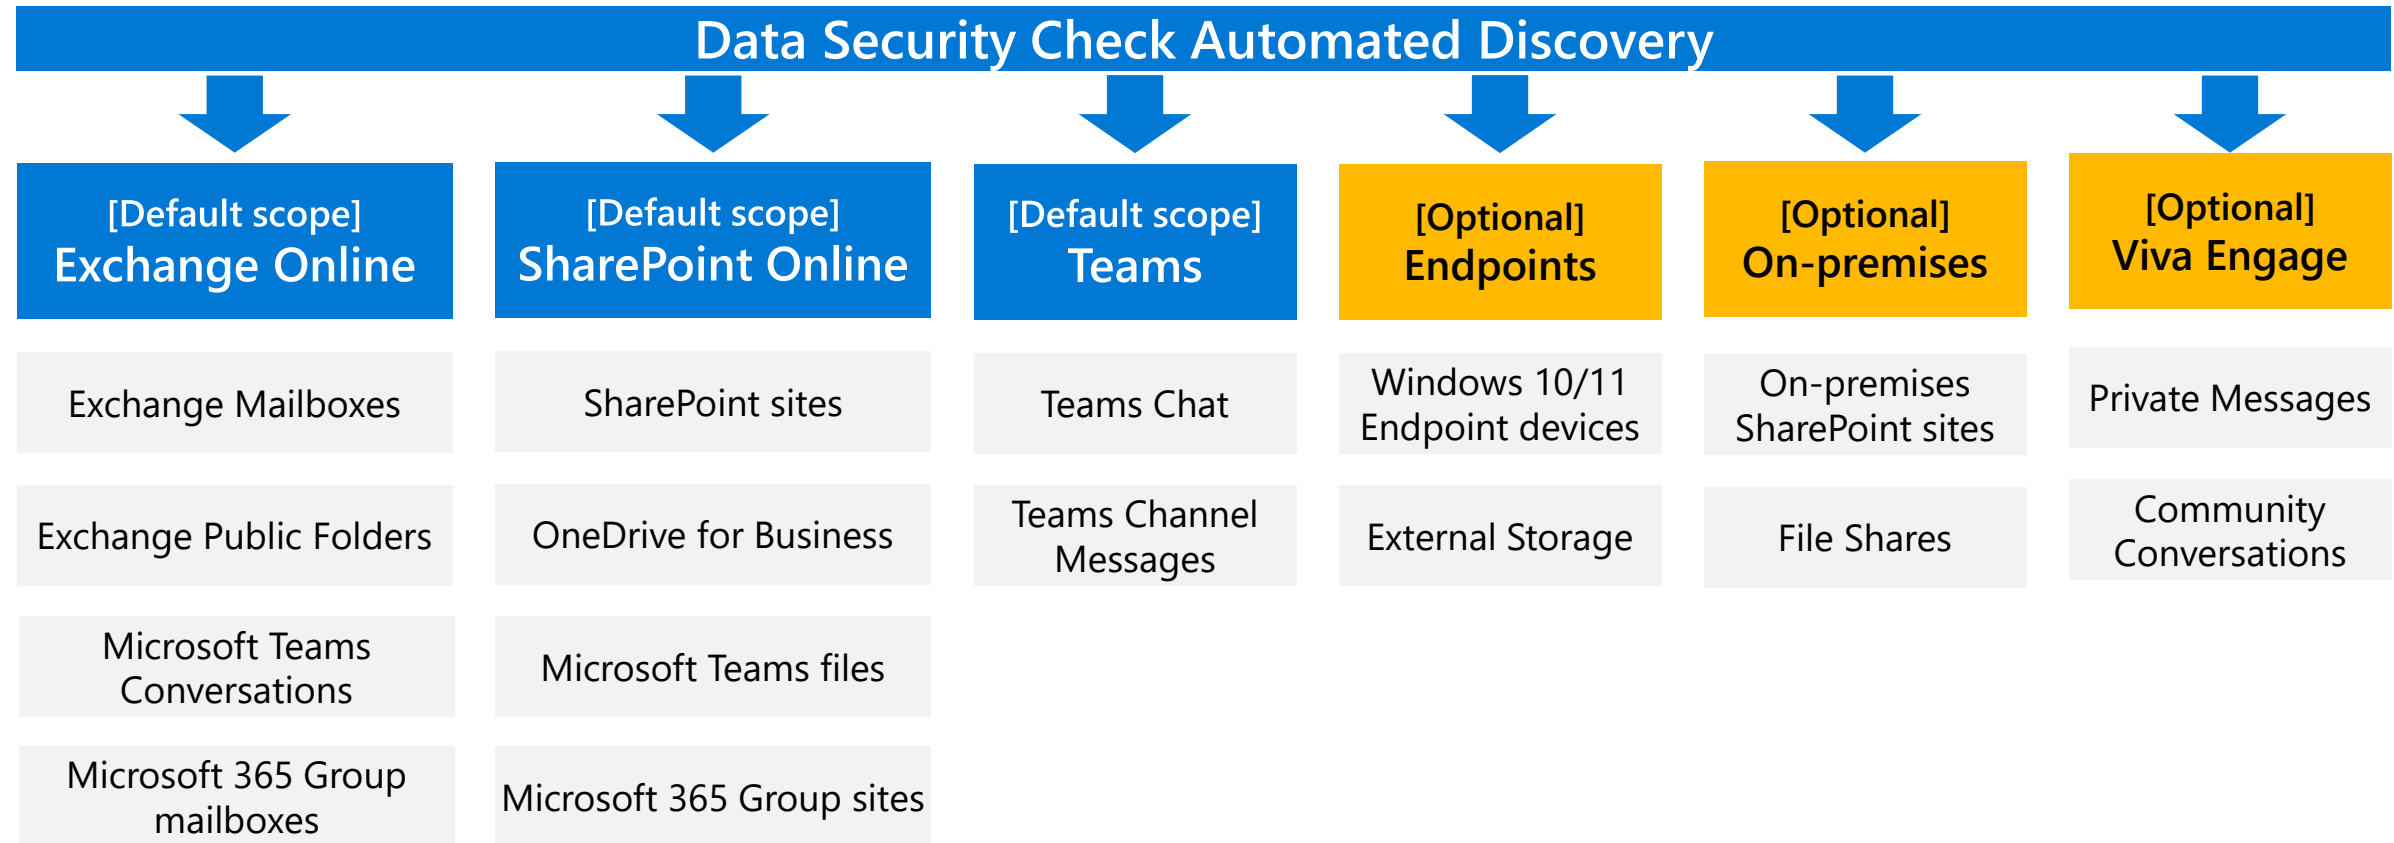 Data Security Check Automated Discovery
[Default scope]
Exchange Online
Exchange Mailboxes
Exchange Public Folders
Microsoft Teams
Conversations
Microsoft 365 Group
mailboxes
[Default scope]
SharePoint Online
SharePoint sites
OneDrive for Business
Microsoft Teams files
Microsoft 365 Group sites
[Default scope]
Teams
Teams Chat
Teams Channel
Messages
[Optional]
Endpoints
Windows 10/11
Endpoint devices
External Storage
[Optional]
On-premises
On-premises
SharePoint sites
File Shares
[Optional]
Viva Engage
Private Messages
Community
Conversations